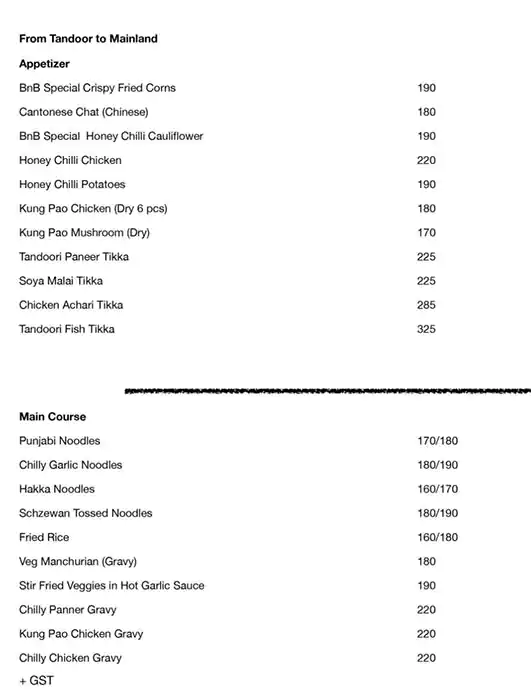 From Tandoor to Mainland
Appetizer
BnB Special Crispy Fried Corns 190
Cantonese Chat (Chinese) 180
BnB Special  Honey Chilli Cauliflower 190
Honey Chilli Chicken 220
Honey Chilli Potatoes 190
Kung Pao Chicken (Dry 6 pcs) 180
Kung Pao Mushroom (Dry) 170
Tandoori Paneer Tikka 225
Soya Malai Tikka 225
Chicken Achari Tikka 285
Tandoori Fish Tikka 325
Main Course
Punjabi Noodles 170/180
Chilly Garlic Noodles 180/190
Hakka Noodles 160/170
Schzewan Tossed Noodles 180/190
Fried Rice 160/180
Veg Manchurian (Gravy) 180
Stir Fried Veggies in Hot Garlic Sauce 190
Chilly Panner Gravy 220
Kung Pao Chicken Gravy 220
Chilly Chicken Gravy 220
+ GST